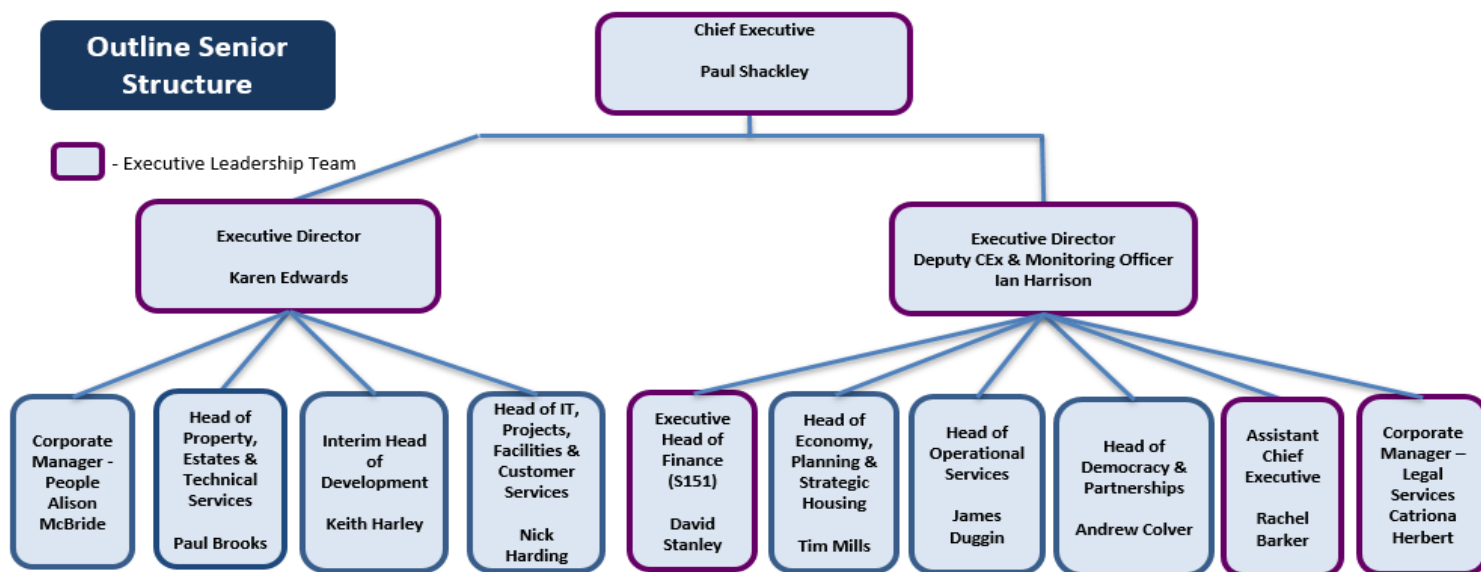 Outline Senior
Structure
Chief Executive
Paul Shackley
- Executive Leadership Team
Executive Director
Karen Edwards
Executive Director
Deputy CEx & Monitoring Officer
Ian Harrison
Corporate
Manager -
People
Alison
McBride
Head of
Property,
Estates &
Technical
Services
Paul Brooks
Interim Head
of
Development
Keith Harley
Head of IT,
Projects,
Facilities &
Customer
Services
Nick
Harding
Executive
Head of
Finance
(S151)
David
Stanley
Head of
Economy,
Planning &
Strategic
Housing
Tim Mills
Head of
Operational
Services
James
Duggin
Head of
Democracy &
Partnerships
Andrew Colver
Assistant
Chief
Executive
Rachel
Barker
Corporate
Manager –
Legal
Services
Catriona
Herbert